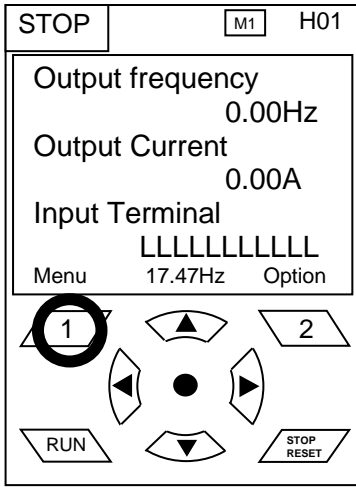 STOP M1 H01
Output frequency
0.00Hz
Output Current
0.00A
Input Terminal
LLLLLLLLLLL
Menu 17.47Hz Option
1 2
RUN STOP
RESET